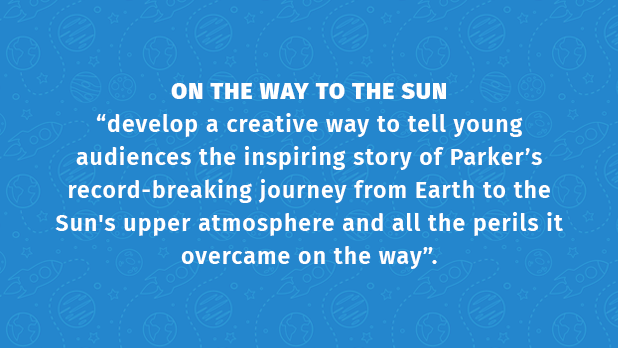 ON THE WAY TO THE SUN
“develop a creative way to tell young
audiences the inspiring story of Parker’s
record-breaking journey from Earth to the
Sun's upper atmosphere and all the perils it
overcame on the way”.